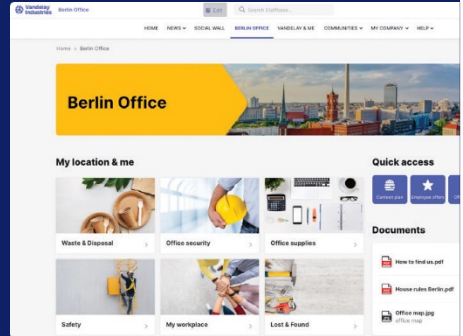 Vandelay
Industries
Berlin Office
Edit
Search Staffbase...
HOME
NEWS
SOCIAL WALL
BERLIN OFFICE
VANDELAY & ME
COMMUNITIES
MY COMPANY
HELP
Home > Berlin Office
Berlin Office
My location & me
Quick access
Waste & Disposal
Office security
Office supplies
Canteen plan
Employee offers
Documents
How to find us.pdf
House rules Berlin.pdf
Office map.jpg
office map
Safety
My workplace
Lost & Found